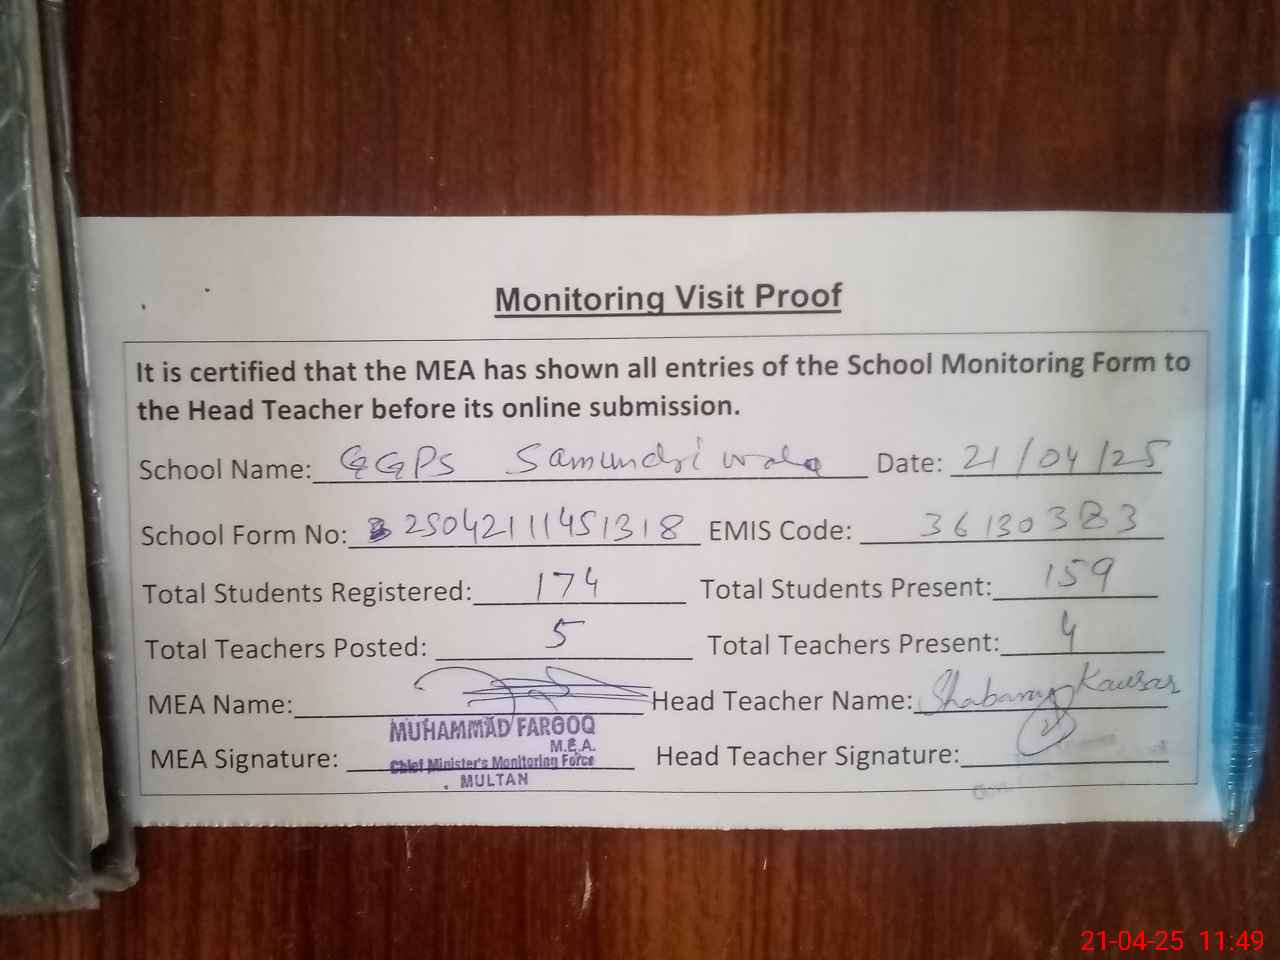 Monitoring Visit Proof
It is certified that the MEA has shown all entries of the School Monitoring Form to
the Head Teacher before its online submission.
School Name: GGPS Samundri wala Date: 21/04/25
School Form No: 25042111451318 EMIS Code: 36130383
Total Students Registered: 174 Total Students Present: 159
Total Teachers Posted: 5 Total Teachers Present: 4
MEA Name: Head Teacher Name: Shabana Kausar
MUHAMMAD FAROOQ
M.E.A.
MEA Signature: Chief Minister's Monitoring Force Head Teacher Signature:
MULTAN
21-04-25 11:49